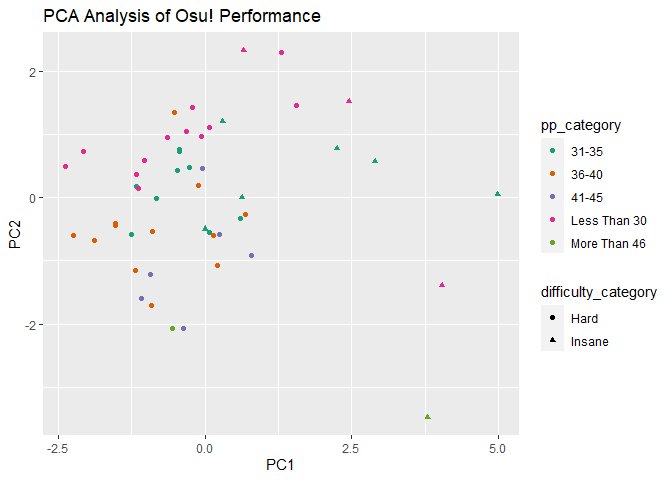 PCA Analysis of Osu! Performance
PC2
2
0
-2
-2.5
0.0
2.5
5.0
PC1
pp_category
31-35
36-40
41-45
Less Than 30
More Than 46
difficulty_category
Hard
Insane